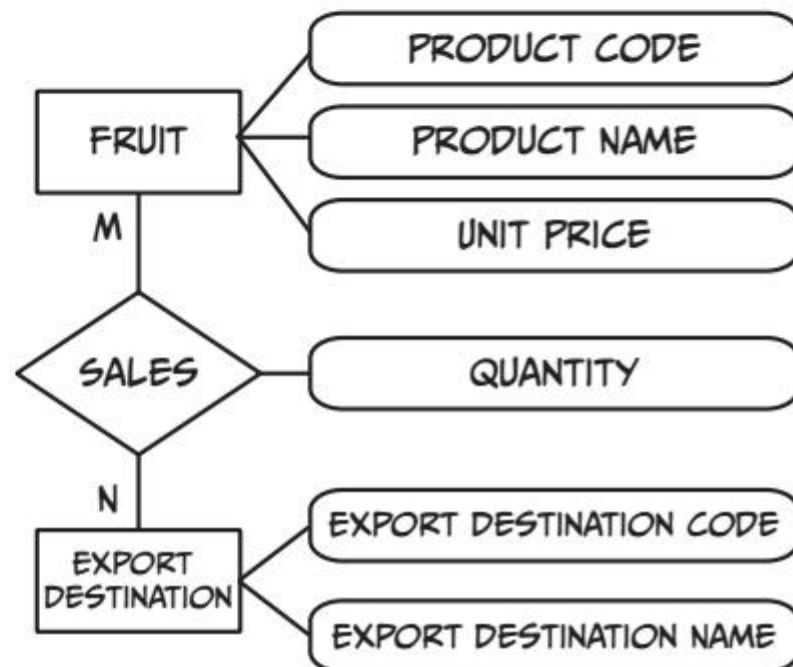 PRODUCT CODE
FRUIT
PRODUCT NAME
UNIT PRICE
M
SALES
QUANTITY
N
EXPORT
DESTINATION
EXPORT DESTINATION CODE
EXPORT DESTINATION NAME